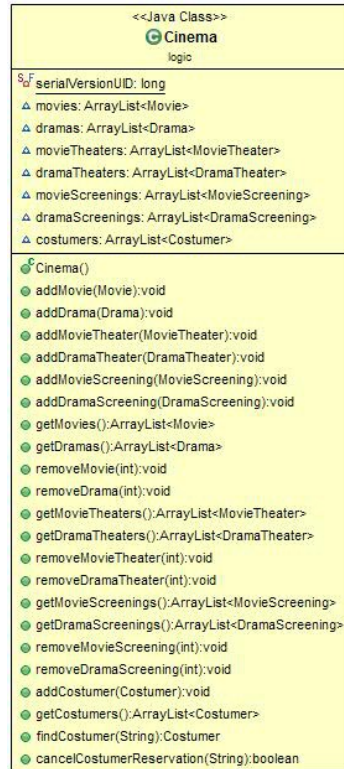 <<Java Class>>
C Cinema
logic
S F serialVersionUID: long
movies: ArrayList<Movie>
dramas: ArrayList<Drama>
movieTheaters: ArrayList<MovieTheater>
dramaTheaters: ArrayList<DramaTheater>
movieScreenings: ArrayList<MovieScreening>
dramaScreenings: ArrayList<DramaScreening>
costumers: ArrayList<Costumer>
C Cinema()
addMovie(Movie):void
addDrama(Drama):void
addMovieTheater(MovieTheater):void
addDramaTheater(DramaTheater):void
addMovieScreening(MovieScreening):void
addDramaScreening(DramaScreening):void
getMovies():ArrayList<Movie>
getDramas():ArrayList<Drama>
removeMovie(int):void
removeDrama(int):void
getMovieTheaters():ArrayList<MovieTheater>
getDramaTheaters():ArrayList<DramaTheater>
removeMovieTheater(int):void
removeDramaTheater(int):void
getMovieScreenings():ArrayList<MovieScreening>
getDramaScreenings():ArrayList<DramaScreening>
removeMovieScreening(int):void
removeDramaScreening(int):void
addCostumer(Costumer):void
getCostumers():ArrayList<Costumer>
findCostumer(String):Costumer
cancelCostumerReservation(String):boolean